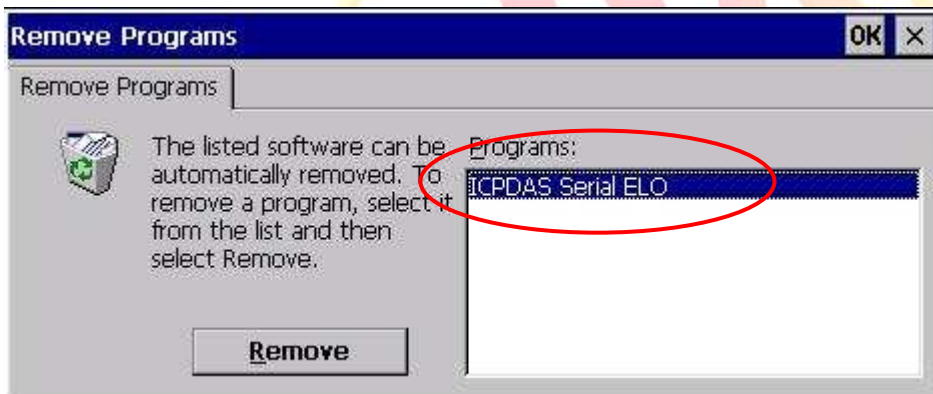 Remove Programs
OK
Remove Programs
The listed software can be
automatically removed. To
remove a program, select it
from the list and then
select Remove.
Programs:
ICPDAS Serial ELO
Remove